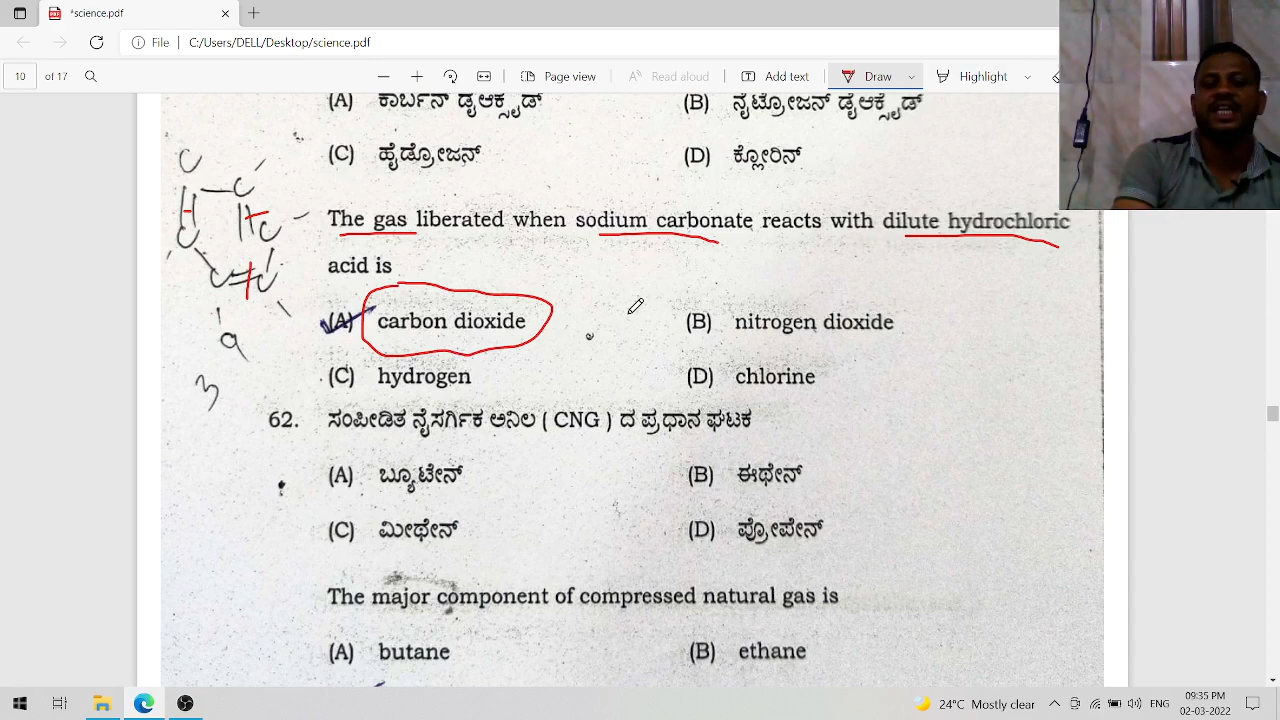 *science.pdf
File | C:/Users/DELL/Desktop/science.pdf
10 of 17 Page view Read aloud Add text Draw Highlight
(A) ಕಾರ್ಬನ್ ಡೈಆಕ್ಸೈಡ್ (B) ನೈಟ್ರೋಜನ್ ಡೈಆಕ್ಸೈಡ್
(C) ಹೈಡ್ರೋಜನ್ (D) ಕ್ಲೋರಿನ್
The gas liberated when sodium carbonate reacts with dilute hydrochloric
acid is
(A) carbon dioxide (B) nitrogen dioxide
(C) hydrogen (D) chlorine
62. ಸಂಪೀಡಿತ ನೈಸರ್ಗಿಕ ಅನಿಲ ( CNG ) ದ ಪ್ರಧಾನ ಘಟಕ
(A) ಬ್ಯೂಟೇನ್ (B) ಈಥೇನ್
(C) ಮೀಥೇನ್ (D) ಪ್ರೋಪೇನ್
The major component of compressed natural gas is
(A) butane (B) ethane
C
C
C
C
C
C
9
3
24°C Mostly clear ENG 09:35 PM
02-03-2022